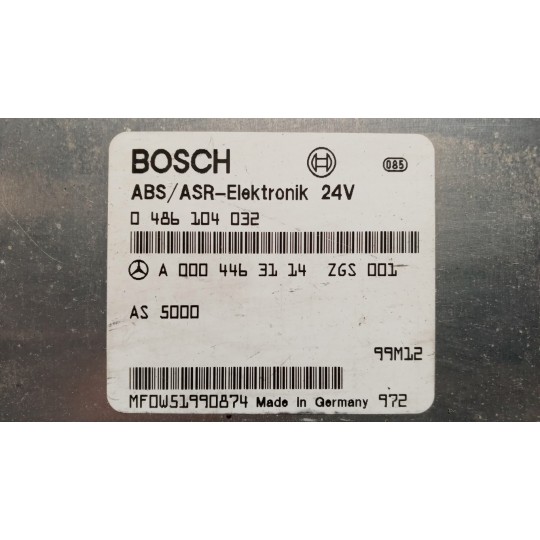 BOSCH 085
ABS/ASR-Elektronik 24V
0 486 104 032
A 000 446 31 14 ZGS 001
AS 5000
99M12
MF0W51990874 Made in Germany 972